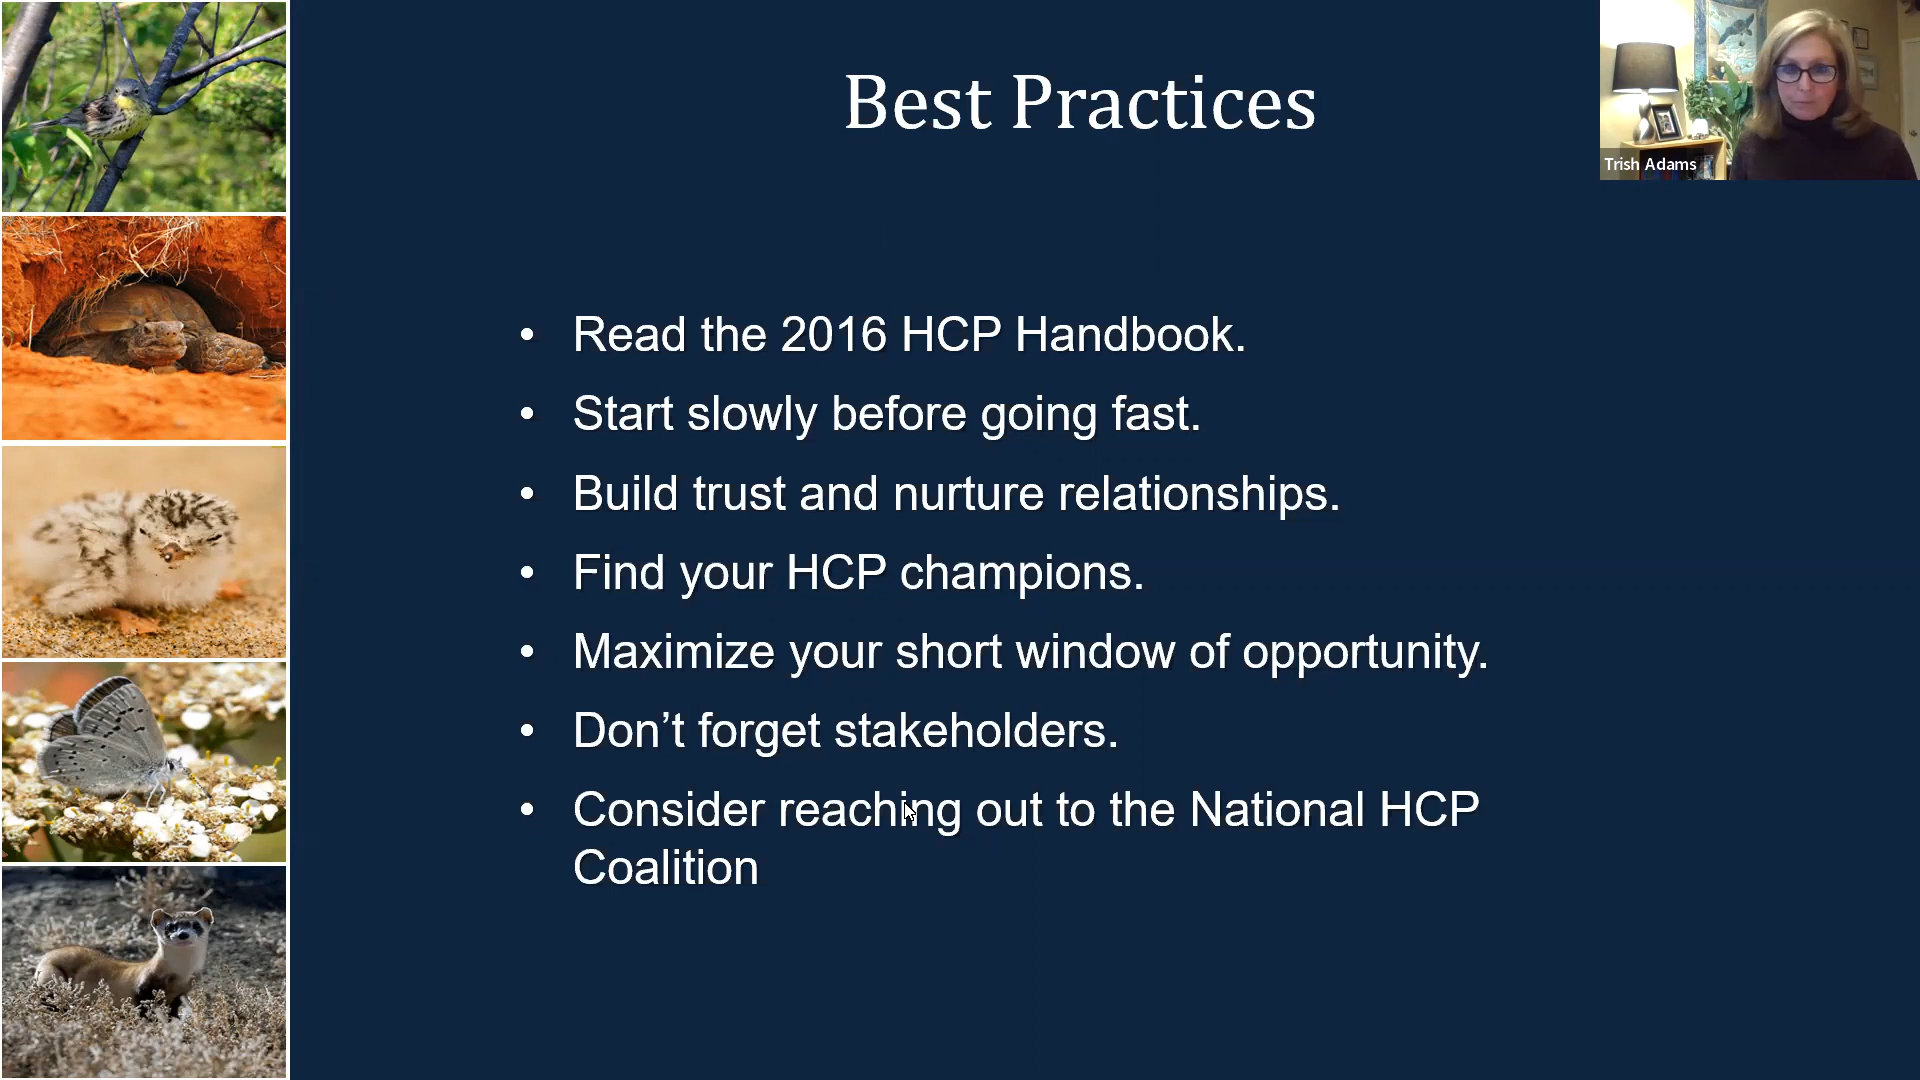 Best Practices
Trish Adams
• Read the 2016 HCP Handbook.
• Start slowly before going fast.
• Build trust and nurture relationships.
• Find your HCP champions.
• Maximize your short window of opportunity.
• Don’t forget stakeholders.
• Consider reaching out to the National HCP
Coalition